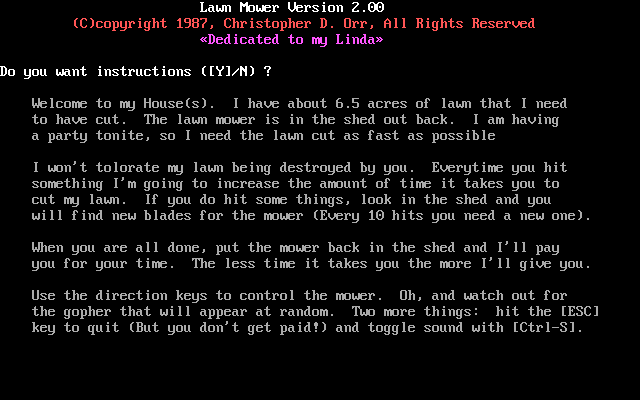 Lawn Mower Version 2.00
(C)copyright 1987, Christopher D. Orr, All Rights Reserved
«Dedicated to my Linda»
Do you want instructions ([Y]/N) ?
Welcome to my House(s).  I have about 6.5 acres of lawn that I need
to have cut.  The lawn mower is in the shed out back.  I am having
a party tonite, so I need the lawn cut as fast as possible
I won't tolorate my lawn being destroyed by you.  Everytime you hit
something I'm going to increase the amount of time it takes you to
cut my lawn.  If you do hit some things, look in the shed and you
will find new blades for the mower (Every 10 hits you need a new one).
When you are all done, put the mower back in the shed and I'll pay
you for your time.  The less time it takes you the more I'll give you.
Use the direction keys to control the mower.  Oh, and watch out for
the gopher that will appear at random.  Two more things:  hit the [ESC]
key to quit (But you don't get paid!) and toggle sound with [Ctrl-S].